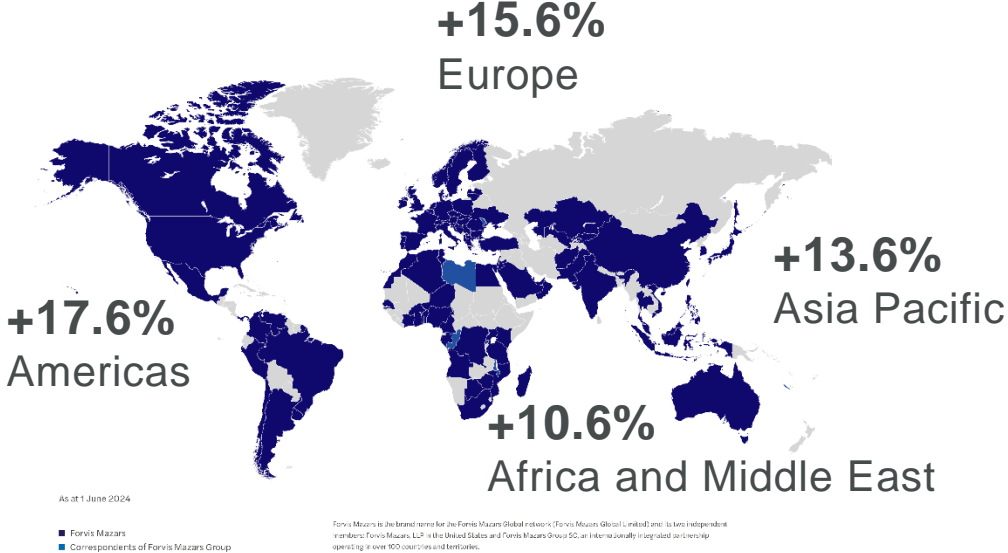 +15.6%
Europe
+13.6%
Asia Pacific
+17.6%
Americas
+10.6%
Africa and Middle East
As at 1 June 2024
Forvis Mazars
Correspondents of Forvis Mazars Group
Forvis Mazars is the brand name for the Forvis Mazars Global network (Forvis Mazars Global Limited) and its two independent
members: Forvis Mazars, LLP in the United States and Forvis Mazars Group SC, an internationally integrated partnership
operating in over 100 countries and territories.